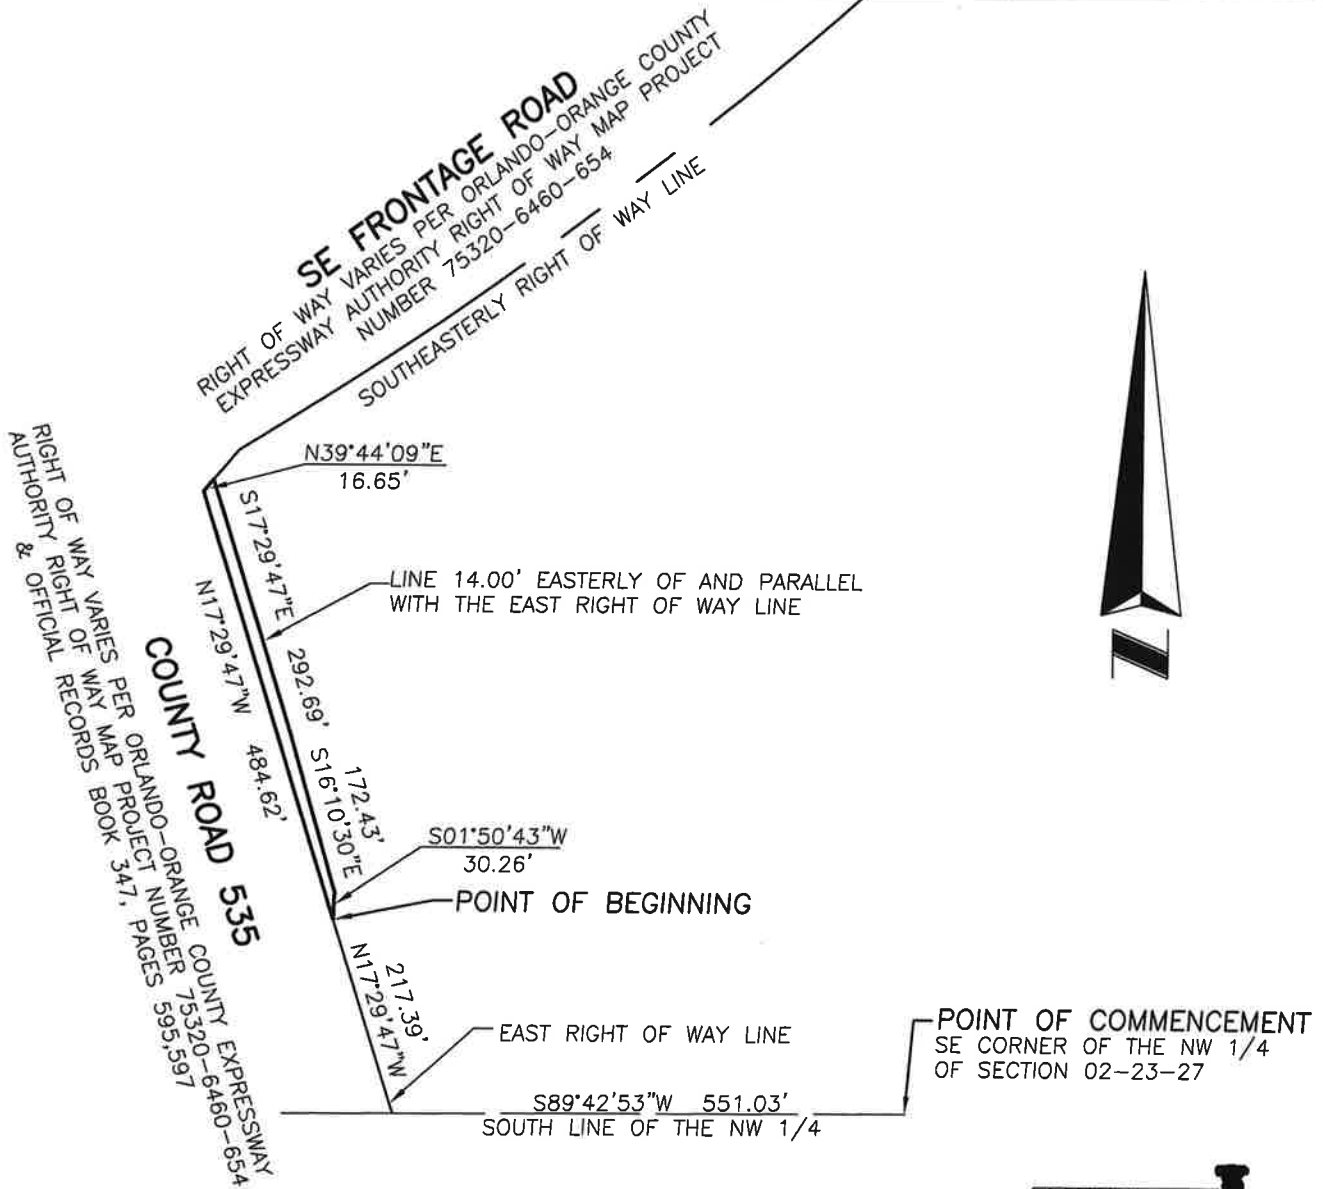 SE FRONTAGE ROAD
RIGHT OF WAY VARIES PER ORLANDO-ORANGE COUNTY
EXPRESSWAY AUTHORITY RIGHT OF WAY MAP PROJECT
NUMBER 75320-6460-654
SOUTHEASTERLY RIGHT OF WAY LINE
N39°44'09"E
16.65'
S17°29'47"E 292.69'
LINE 14.00' EASTERLY OF AND PARALLEL
WITH THE EAST RIGHT OF WAY LINE
N17°29'47"W 484.62'
172.43'
S16°10'30"E
COUNTY ROAD 535
RIGHT OF WAY VARIES PER ORLANDO-ORANGE COUNTY EXPRESSWAY
AUTHORITY RIGHT OF WAY MAP PROJECT NUMBER 75320-6460-654
& OFFICIAL RECORDS BOOK 347, PAGES 595,597
S01°50'43"W
30.26'
POINT OF BEGINNING
217.39'
N17°29'47"W
EAST RIGHT OF WAY LINE
POINT OF COMMENCEMENT
SE CORNER OF THE NW 1/4
OF SECTION 02-23-27
S89°42'53"W 551.03'
SOUTH LINE OF THE NW 1/4
N